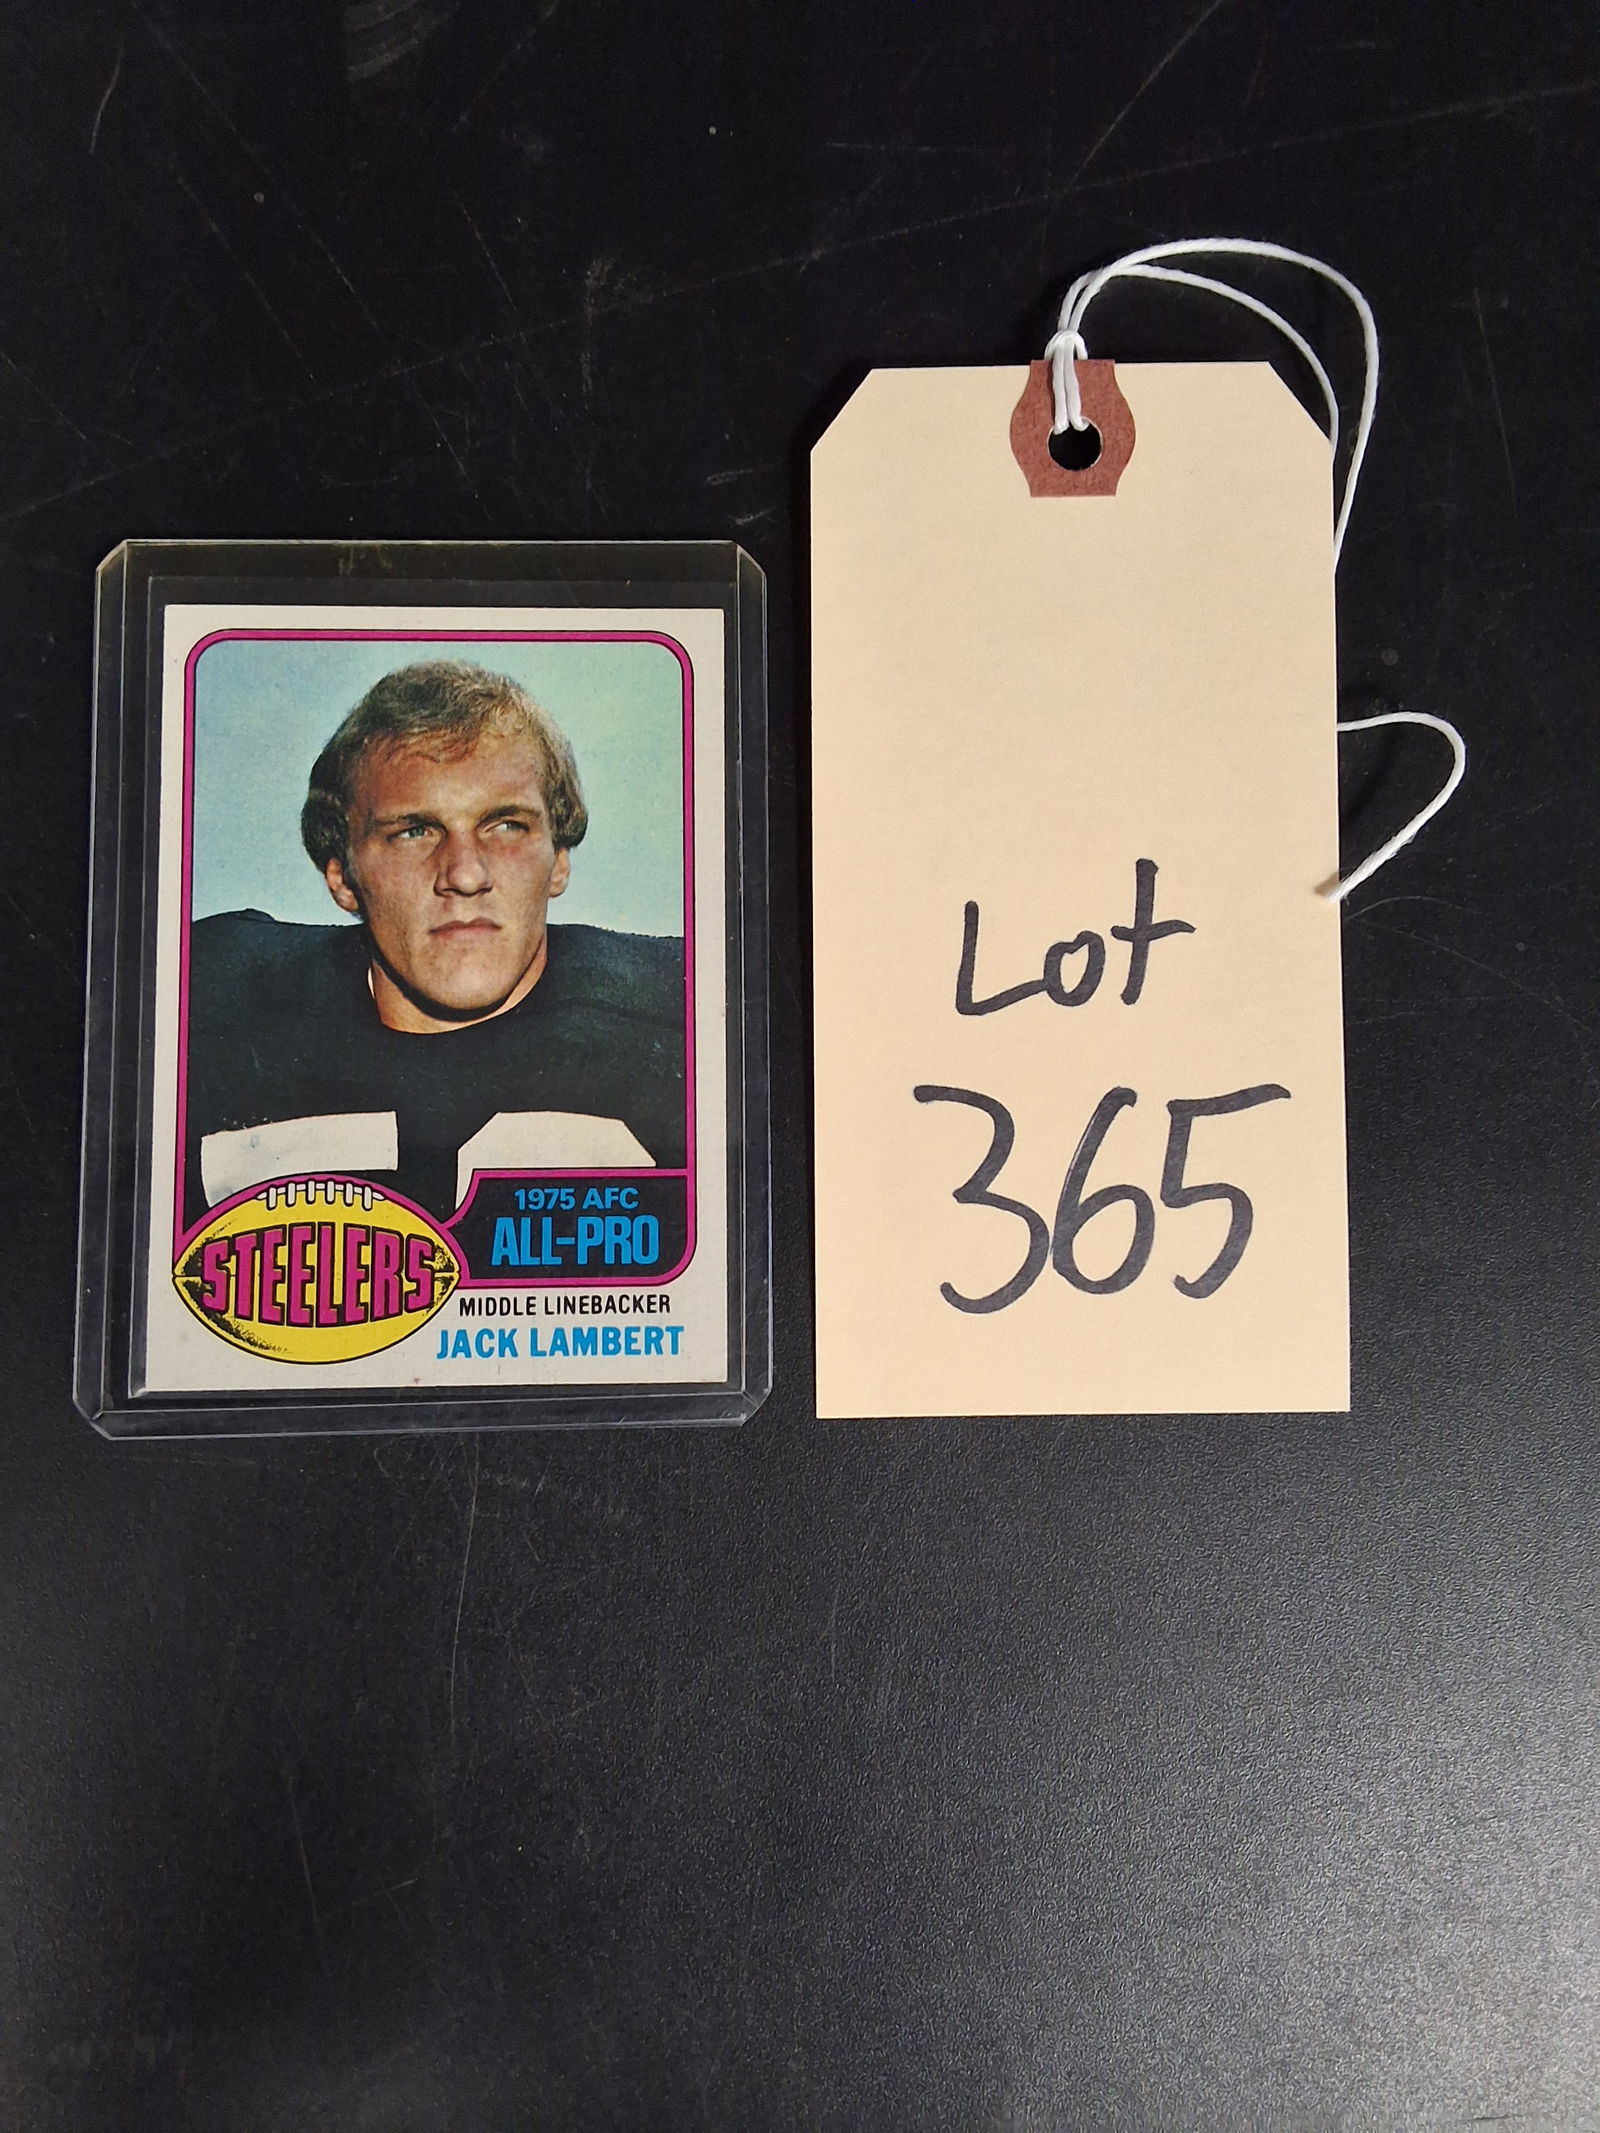 1975 AFC
ALL-PRO
STEELERS
MIDDLE LINEBACKER
JACK LAMBERT
Lot
365